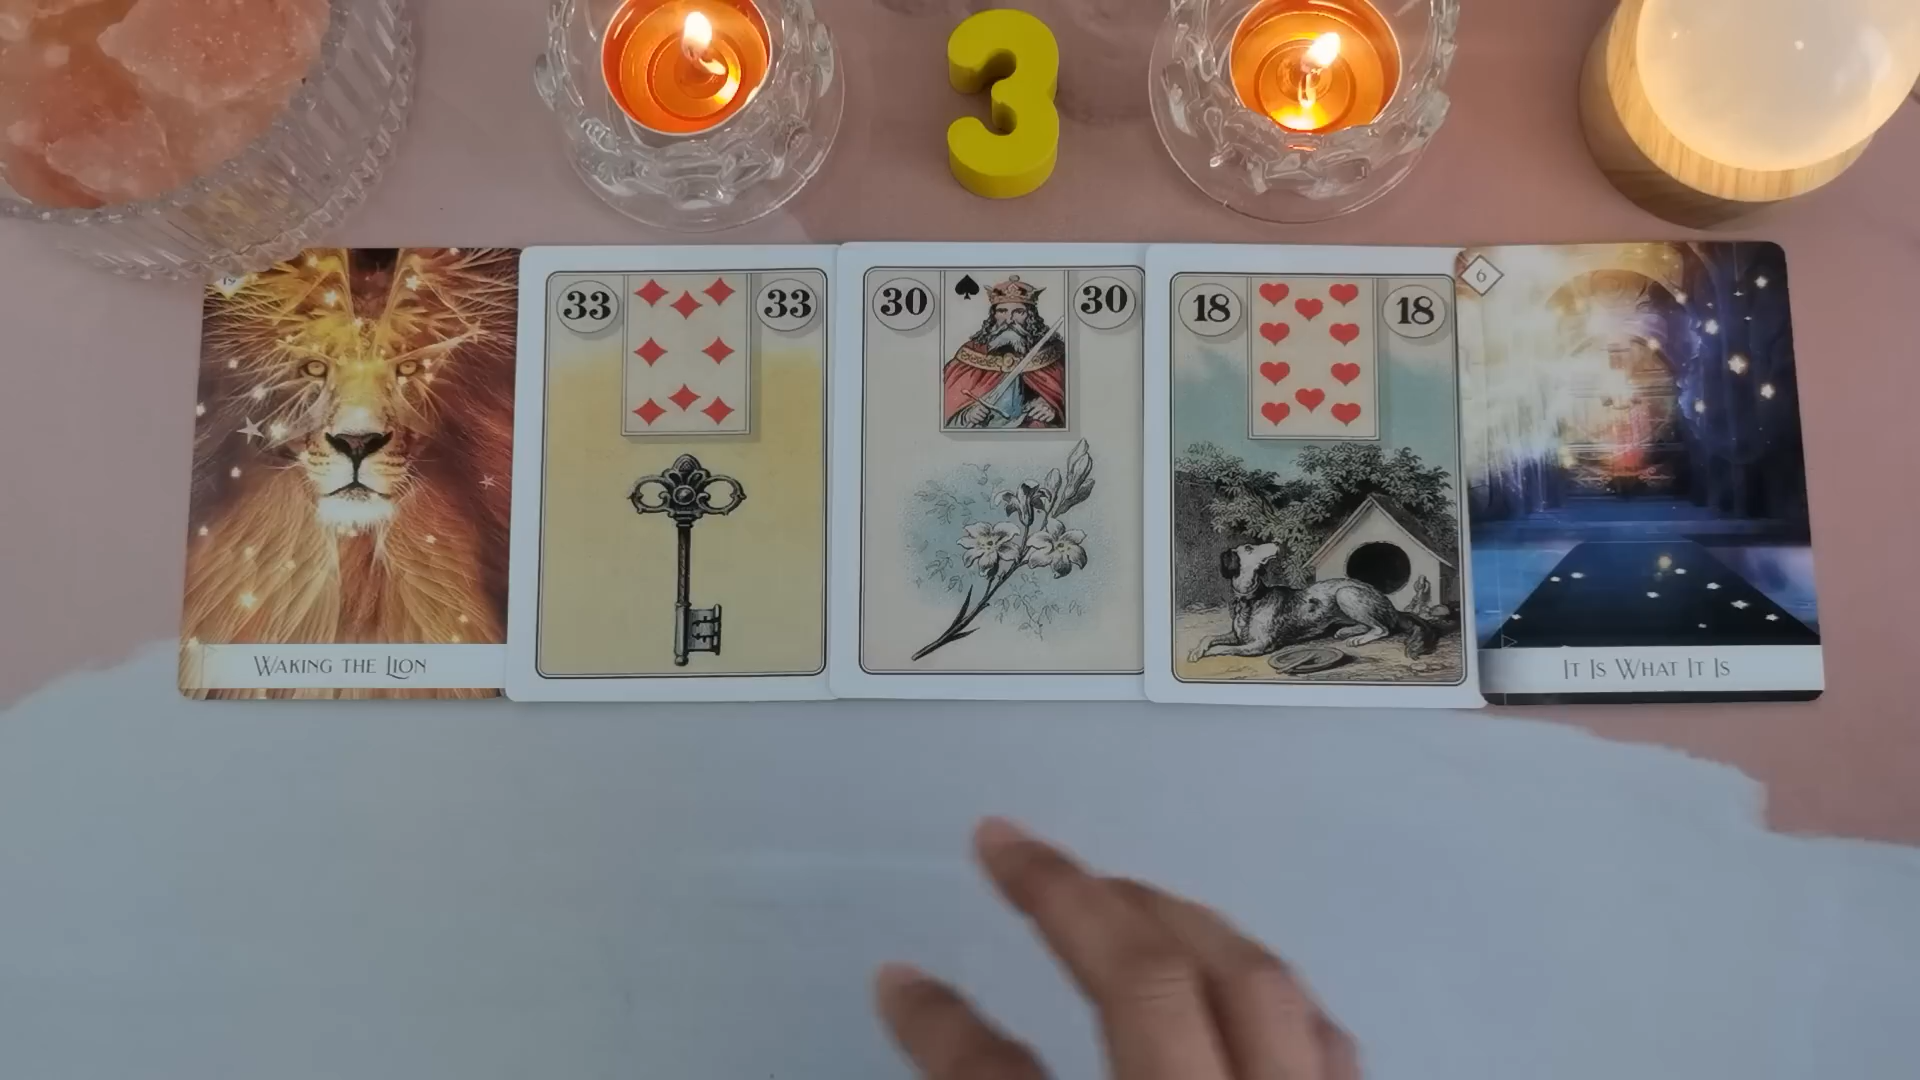 3
33 33
30 30
18 18
6
WAKING THE LION
IT IS WHAT IT IS